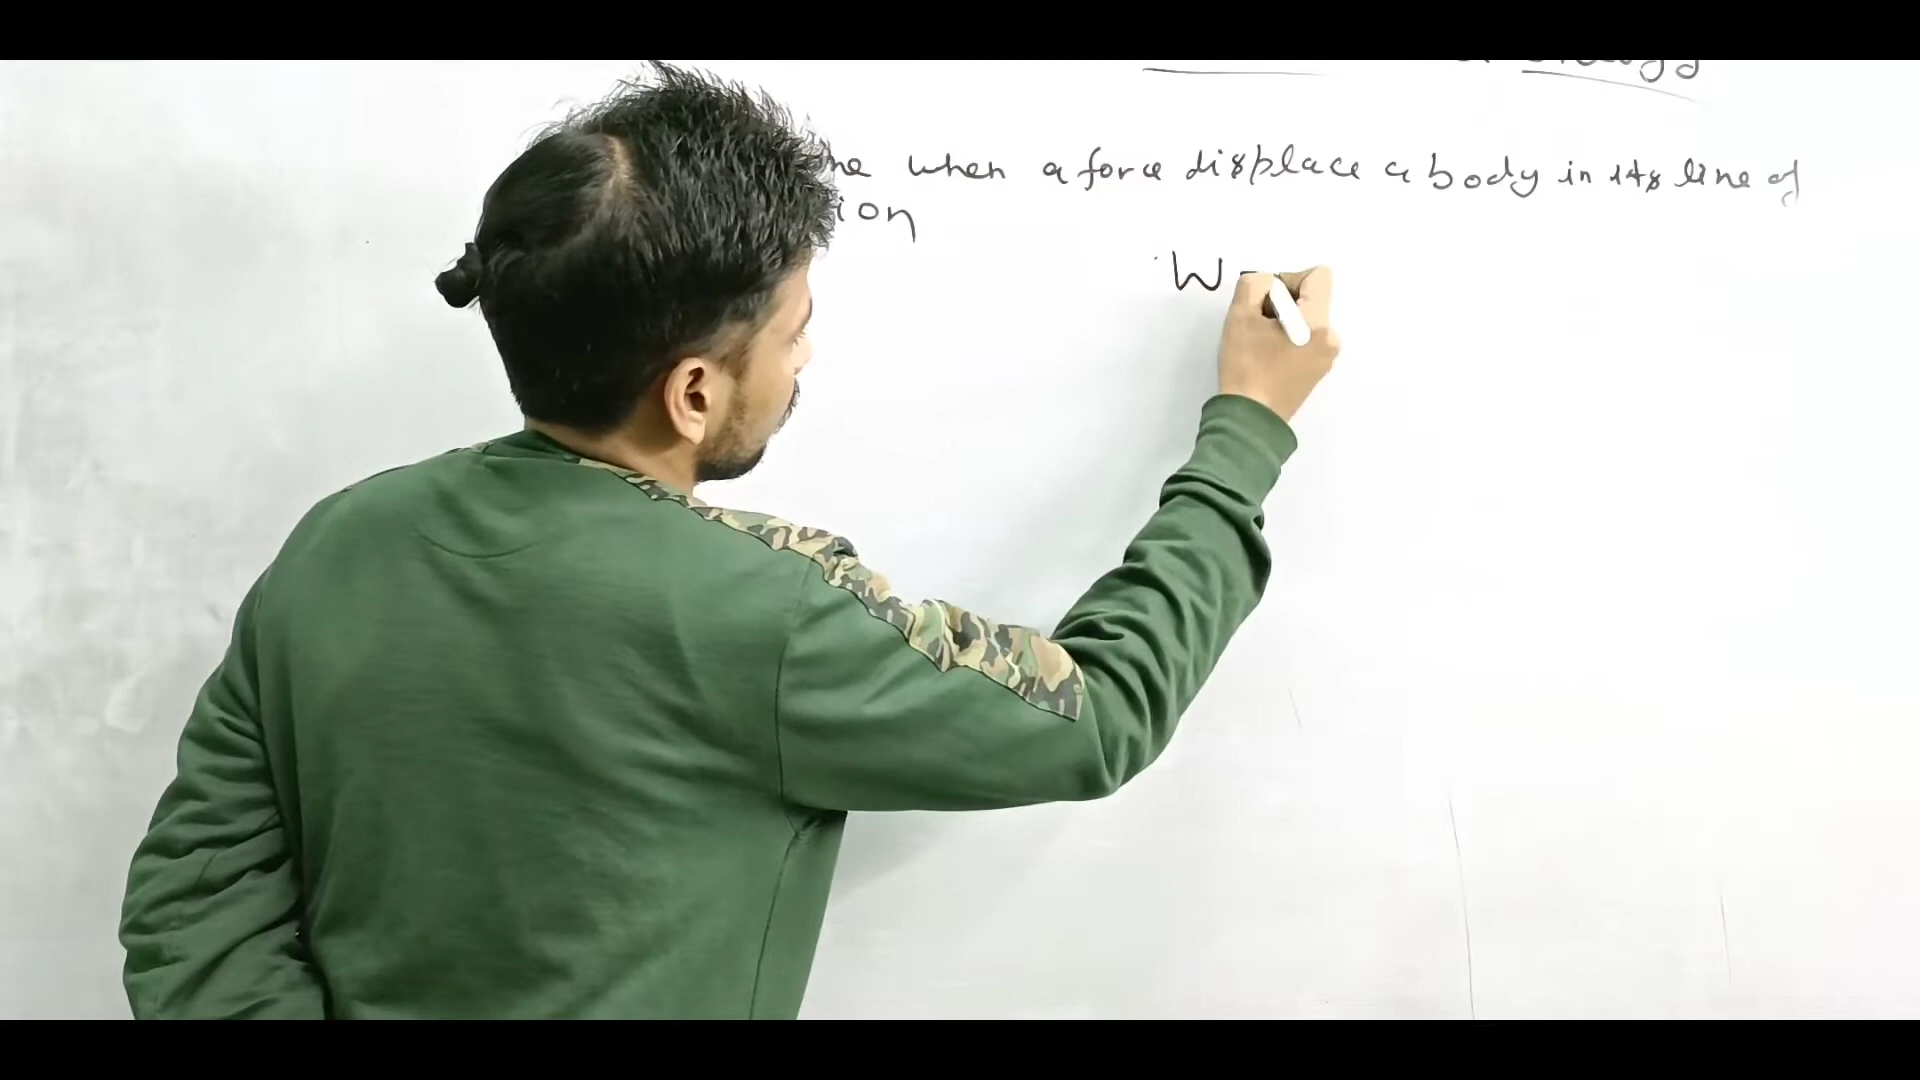 when a force displace a body in its line of
ion
W =